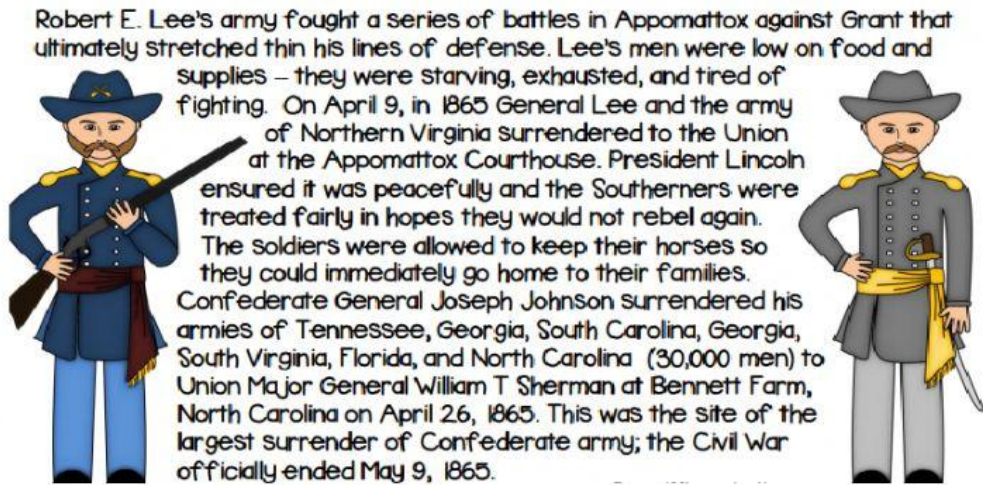 Robert E. Lee's army fought a series of battles in Appomattox against Grant that
ultimately stretched thin his lines of defense. Lee's men were low on food and
supplies – they were starving, exhausted, and tired of
fighting. On April 9, in 1865 General Lee and the army
of Northern Virginia surrendered to the Union
at the Appomattox Courthouse. President Lincoln
ensured it was peacefully and the Southerners were
treated fairly in hopes they would not rebel again.
The soldiers were allowed to keep their horses so
they could immediately go home to their families.
Confederate General Joseph Johnson surrendered his
armies of Tennessee, Georgia, South Carolina, Georgia,
South Virginia, Florida, and North Carolina (30,000 men) to
Union Major General William T Sherman at Bennett Farm,
North Carolina on April 26, 1865. This was the site of the
largest surrender of Confederate army; the Civil War
officially ended May 9, 1865.